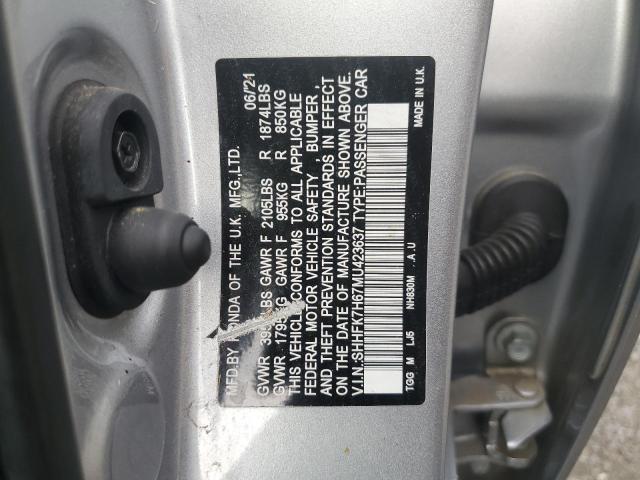 MFD.BY HONDA OF THE U.K. MFG.,LTD. 06/'21
GVWR LBS GAWR F 2105LBS R 1874LBS
GVWR GAWR F 955KG R 850KG
THIS VEHICLE CONFORMS TO ALL APPLICABLE
FEDERAL MOTOR VEHICLE SAFETY , BUMPER ,
AND THEFT PREVENTION STANDARDS IN EFFECT
ON THE DATE OF MANUFACTURE SHOWN ABOVE.
V.I.N.:SHHFK7H67MU423637 TYPE:PASSENGER CAR
TGG M LJ5 NH830M . .A .U MADE IN U.K.